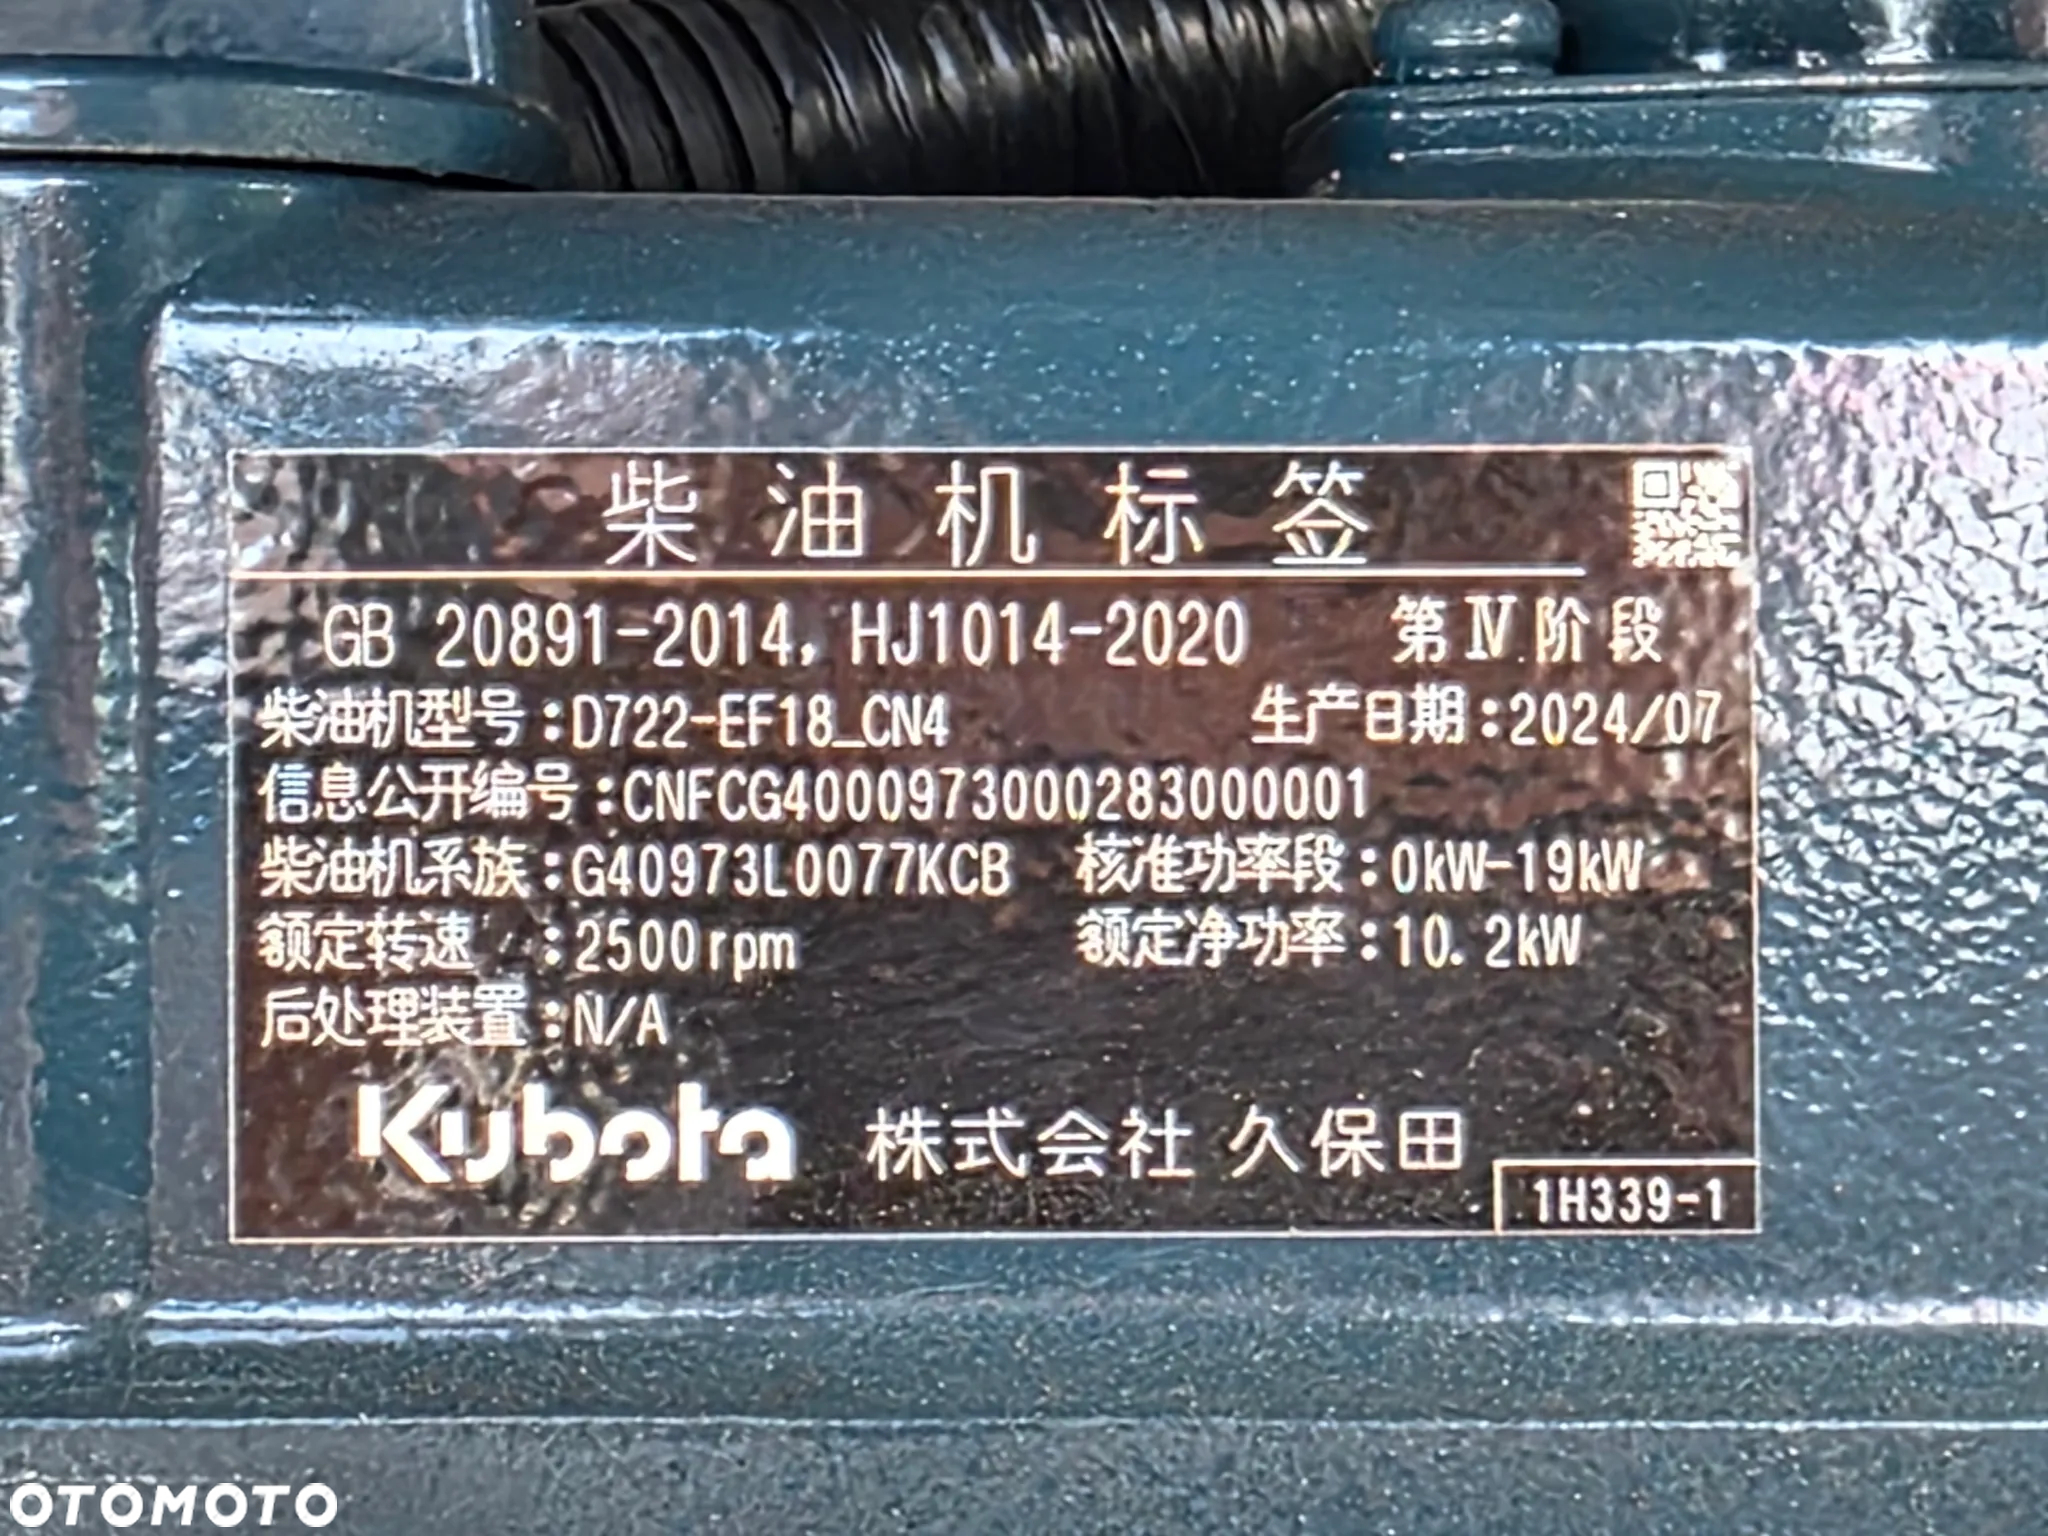 柴油机标签
GB 20891-2014, HJ1014-2020 第Ⅳ阶段
柴油机型号:D722-EF18_CN4 生产日期:2024/07
信息公开编号:CNFCG4000973000283000001
柴油机系族:G40973L0077KCB 核准功率段:0kW-19kW
额定转速 :2500rpm 额定净功率:10.2kW
后处理装置:N/A
Kubota 株式会社 久保田
1H339-1
OTOMOTO